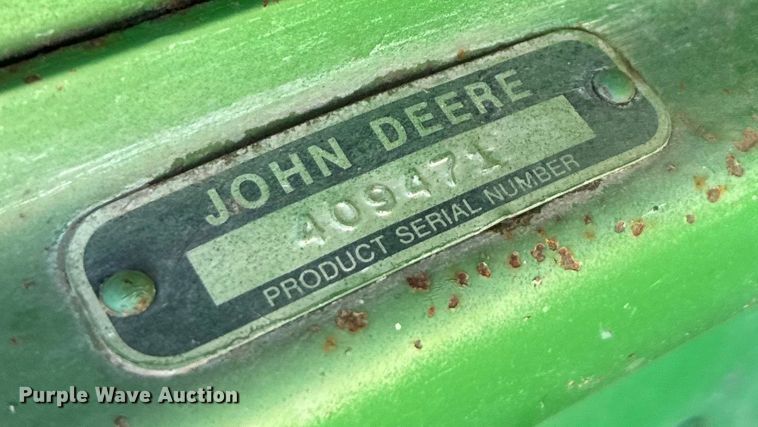 JOHN DEERE
409471
PRODUCT SERIAL NUMBER
Purple Wave Auction